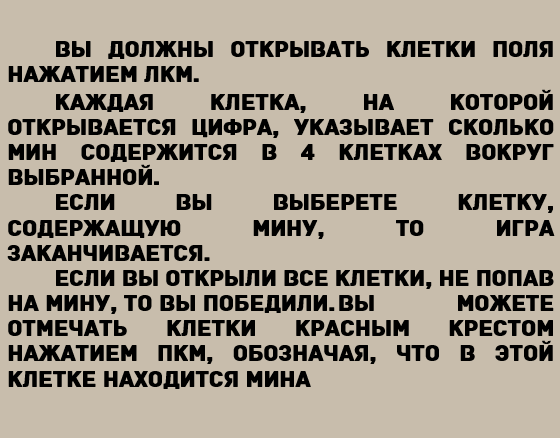 ВЫ ДОЛЖНЫ ОТКРЫВАТЬ КЛЕТКИ ПОЛЯ
НАЖАТИЕМ ЛКМ.
КАЖДАЯ КЛЕТКА, НА КОТОРОЙ
ОТКРЫВАЕТСЯ ЦИФРА, УКАЗЫВАЕТ СКОЛЬКО
МИН СОДЕРЖИТСЯ В 4 КЛЕТКАХ ВОКРУГ
ВЫБРАННОЙ.
ЕСЛИ ВЫ ВЫБЕРЕТЕ КЛЕТКУ,
СОДЕРЖАЩУЮ МИНУ, ТО ИГРА
ЗАКАНЧИВАЕТСЯ.
ЕСЛИ ВЫ ОТКРЫЛИ ВСЕ КЛЕТКИ, НЕ ПОПАВ
НА МИНУ, ТО ВЫ ПОБЕДИЛИ.ВЫ МОЖЕТЕ
ОТМЕЧАТЬ КЛЕТКИ КРАСНЫМ КРЕСТОМ
НАЖАТИЕМ ПКМ, ОБОЗНАЧАЯ, ЧТО В ЭТОЙ
КЛЕТКЕ НАХОДИТСЯ МИНА